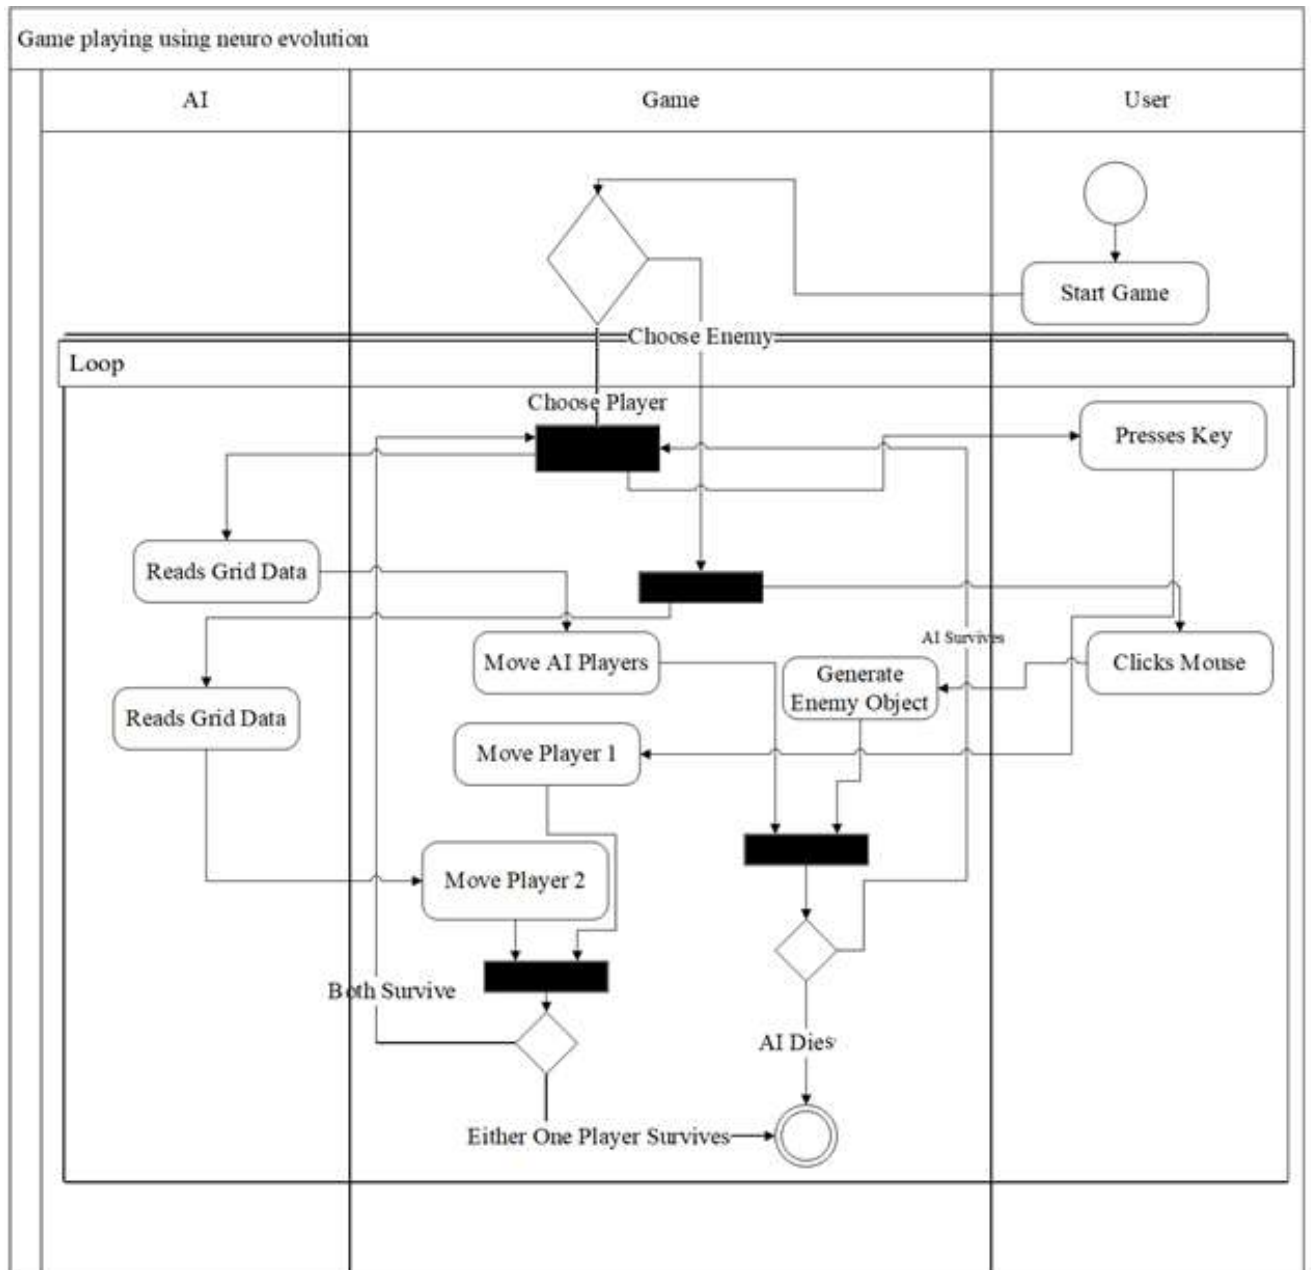 Game playing using neuro evolution
AI
Game
User
Start Game
Choose Enemy
Loop
Choose Player
Presses Key
Reads Grid Data
AI Survives
Move AI Players
Generate
Enemy Object
Clicks Mouse
Reads Grid Data
Move Player 1
Move Player 2
Both Survive
AI Dies
Either One Player Survives